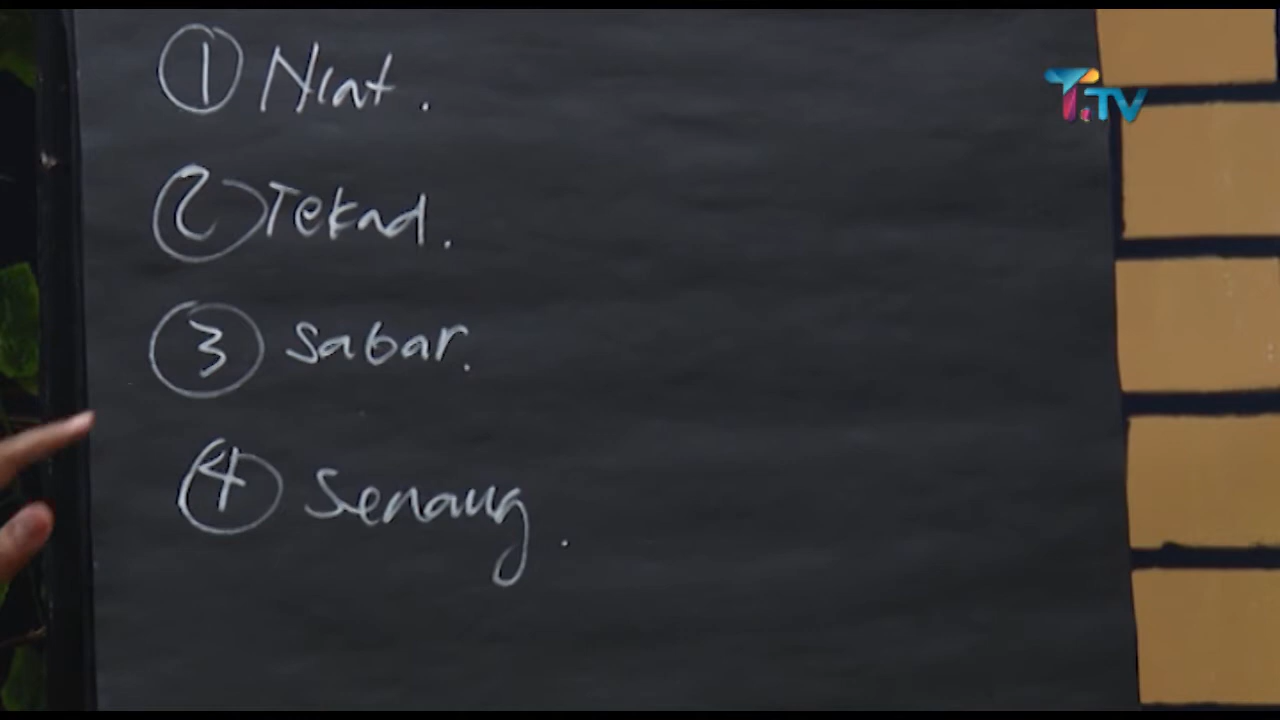 ① Niat.
② Tekad.
③ Sabar.
④ Senang.
T.TV